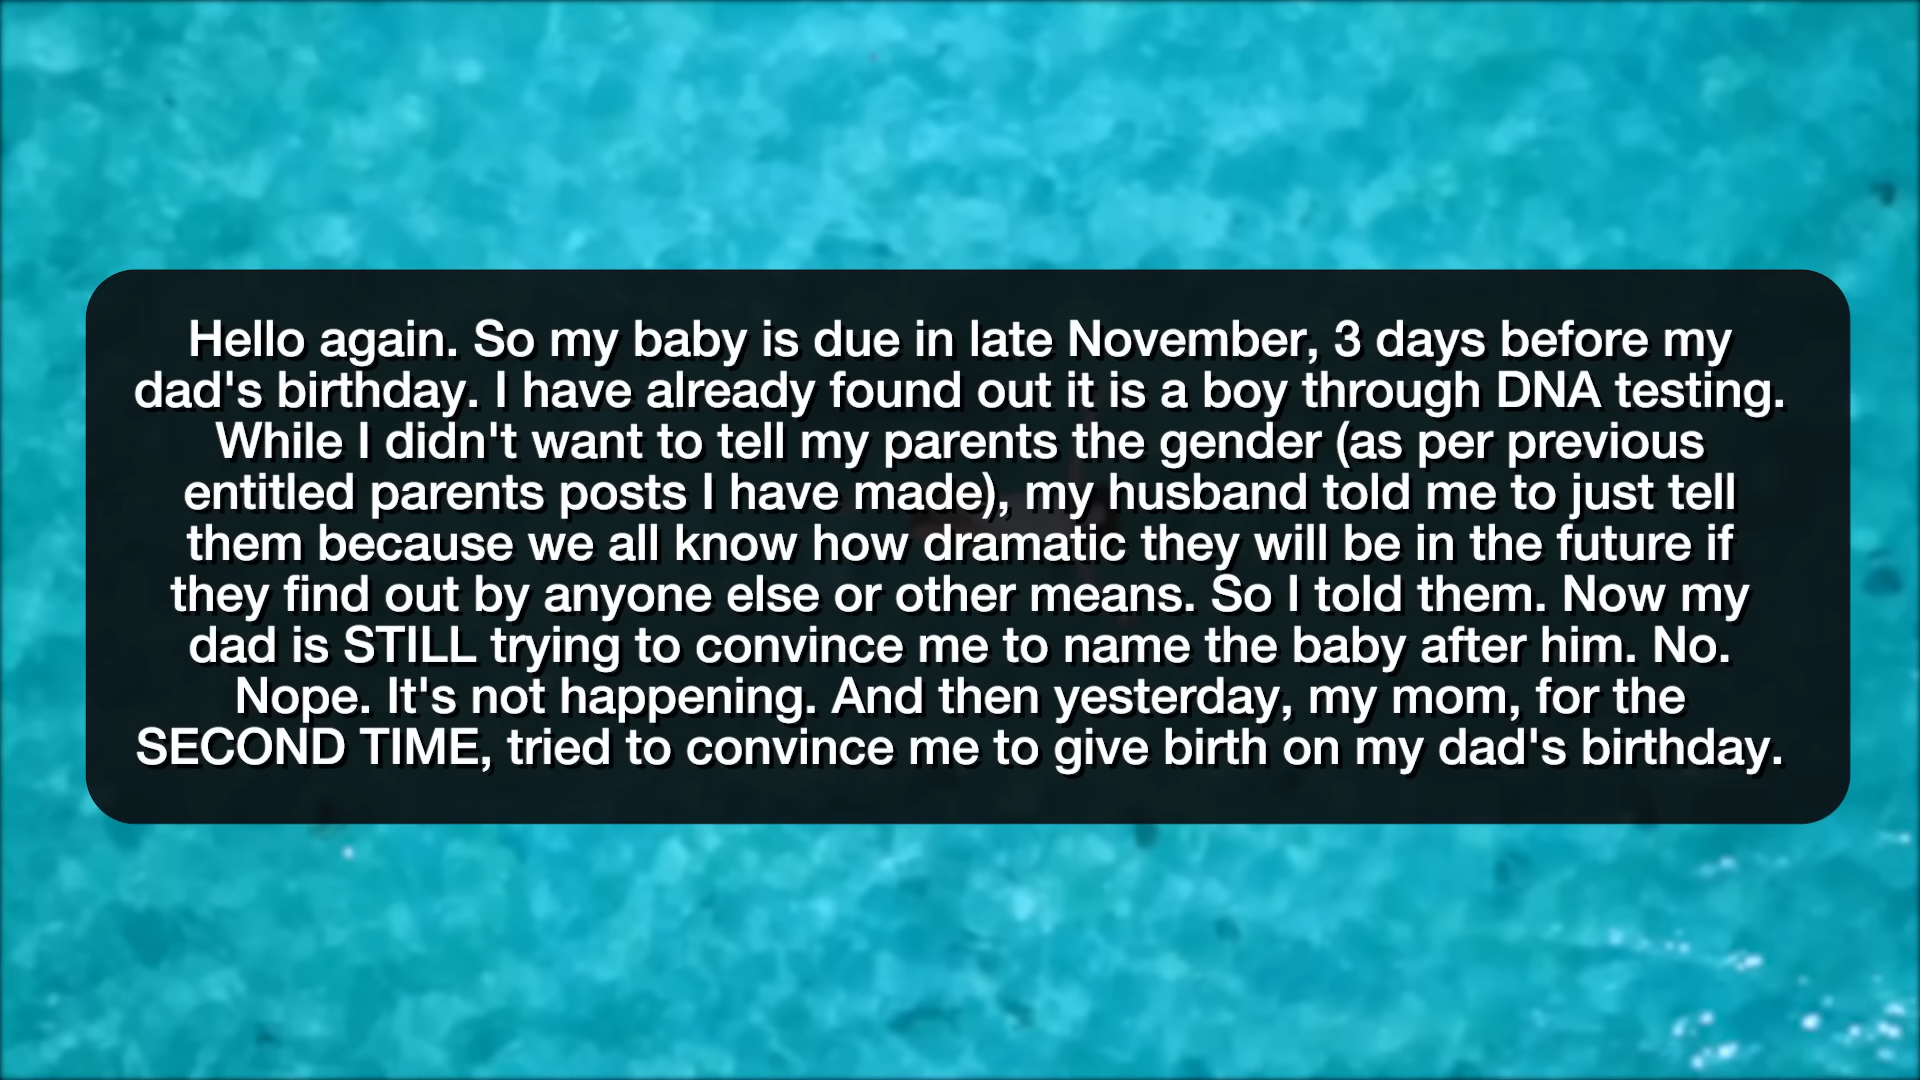 Hello again. So my baby is due in late November, 3 days before my
dad's birthday. I have already found out it is a boy through DNA testing.
While I didn't want to tell my parents the gender (as per previous
entitled parents posts I have made), my husband told me to just tell
them because we all know how dramatic they will be in the future if
they find out by anyone else or other means. So I told them. Now my
dad is STILL trying to convince me to name the baby after him. No.
Nope. It's not happening. And then yesterday, my mom, for the
SECOND TIME, tried to convince me to give birth on my dad's birthday.